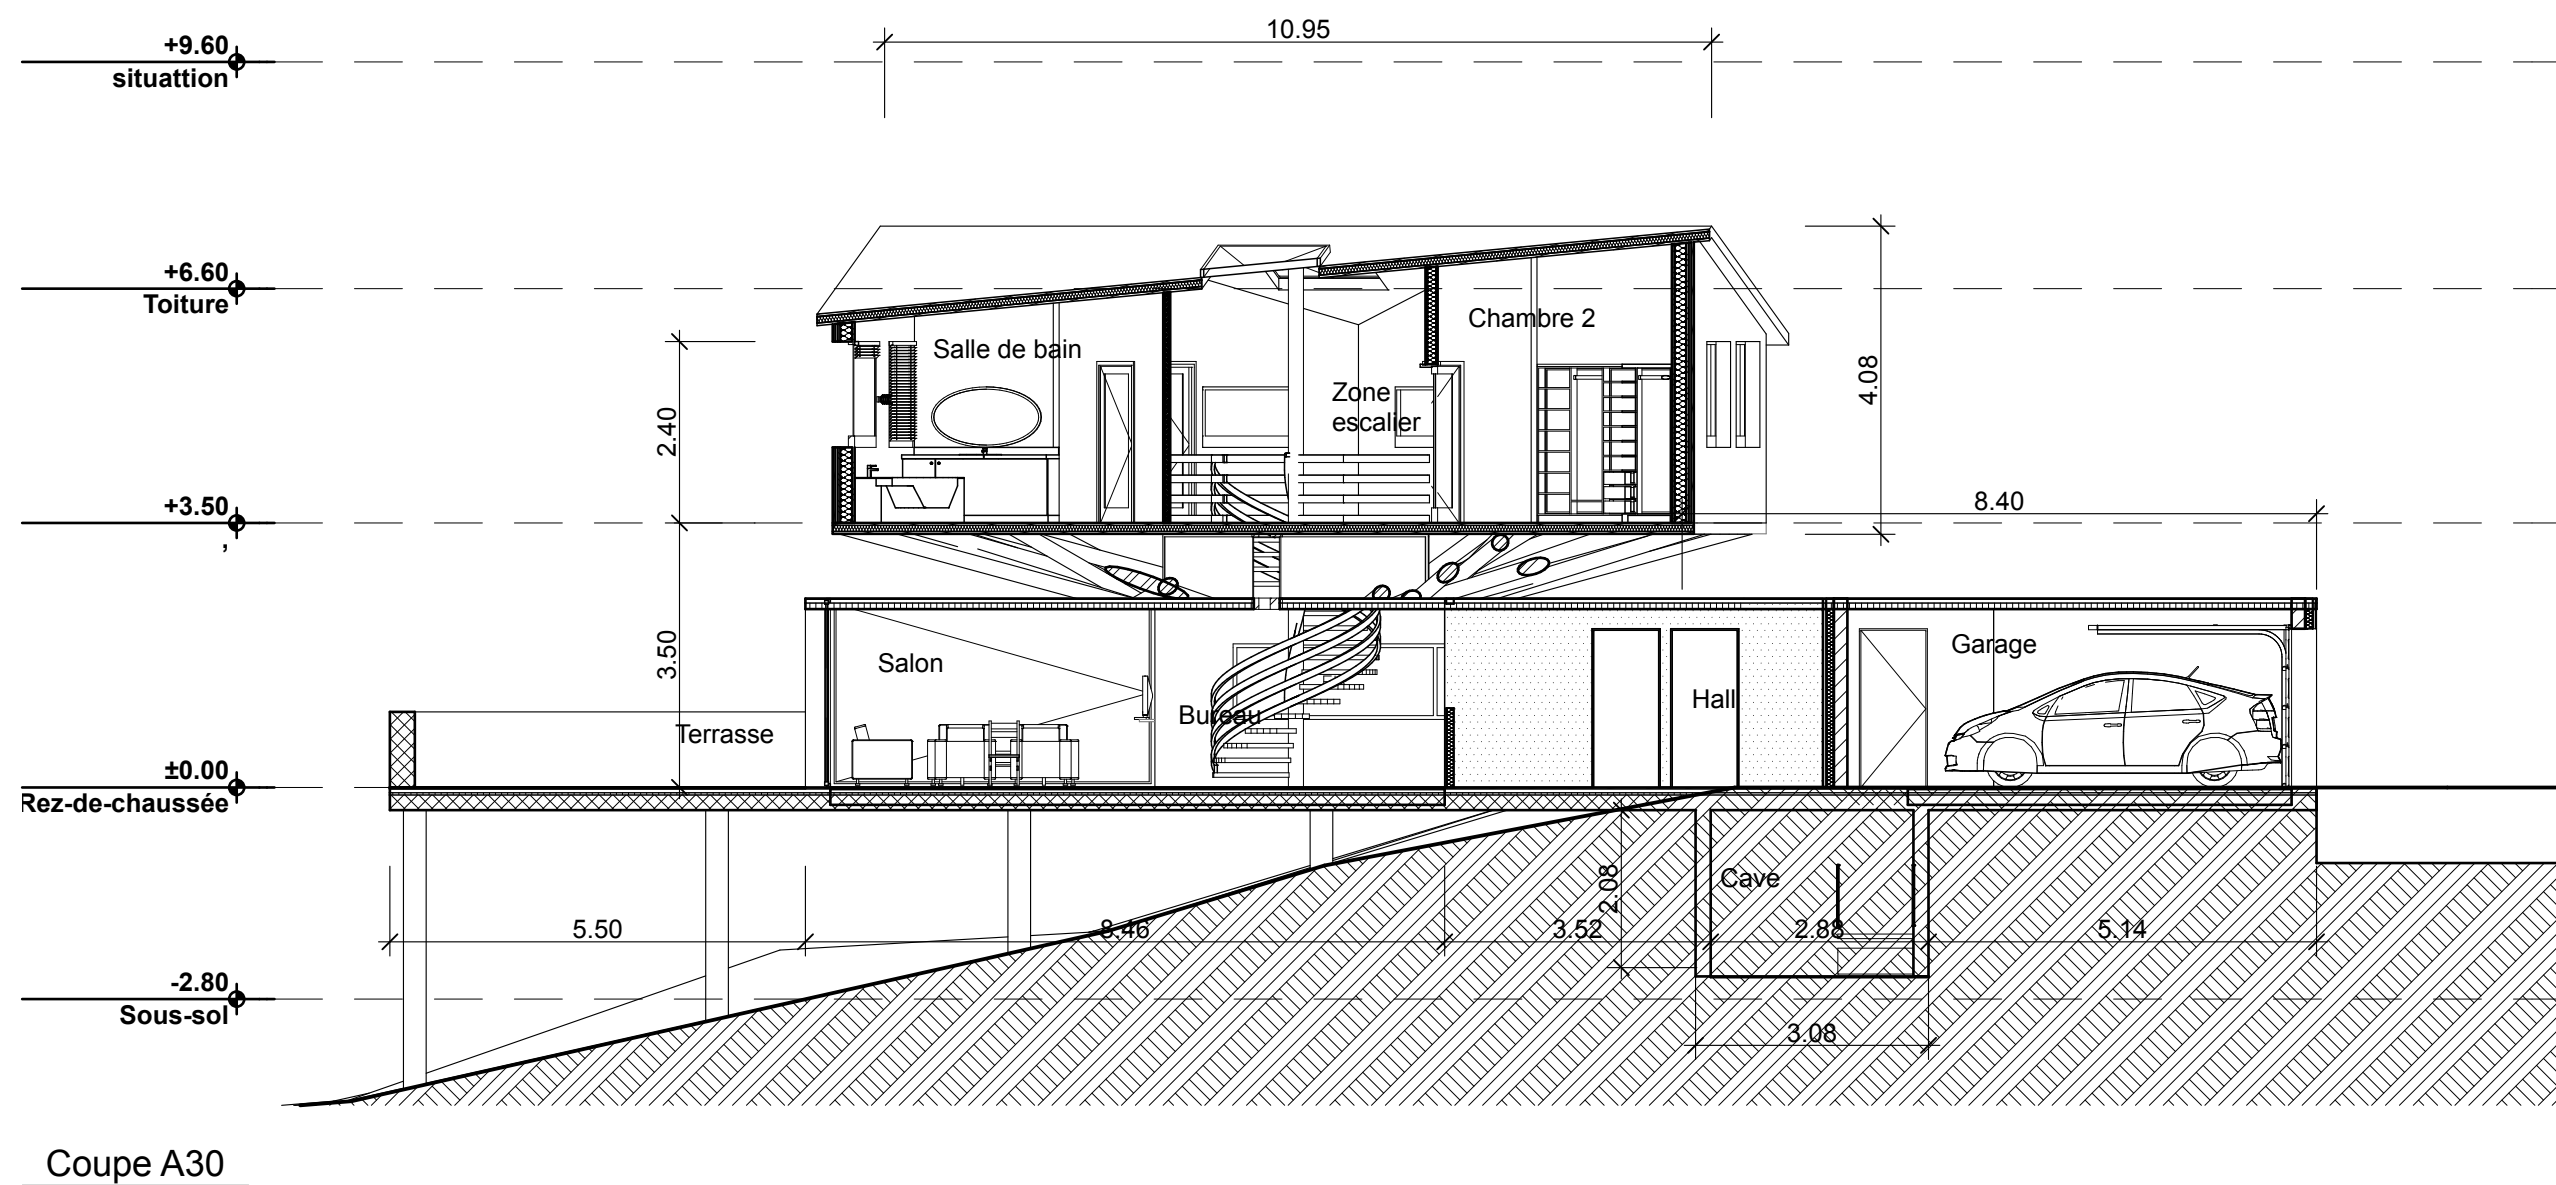 10.95
+9.60
situattion
+6.60
Toiture
Chambre 2
Salle de bain
4.08
Zone
escalier
2.40
+3.50
,
8.40
3.50
Salon
Garage
Hall
Bureau
Terrasse
±0.00
Rez-de-chaussée
2.08
Cave
5.50
8.46
3.52
2.88
5.14
-2.80
Sous-sol
3.08
Coupe A30